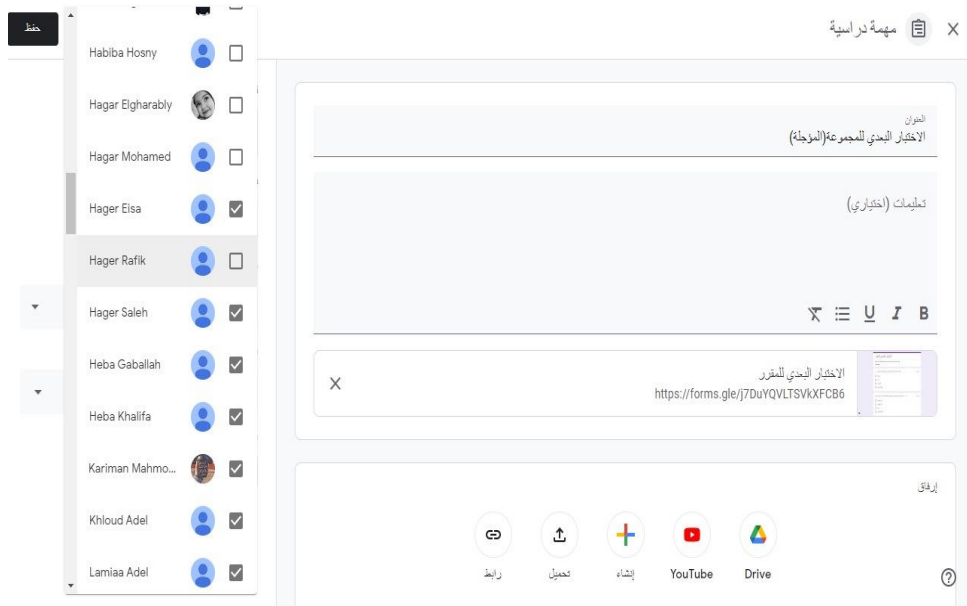 مهمة دراسية
حفظ
Habiba Hosny
Hagar Elgharably
Hagar Mohamed
Hager Eisa
Hager Rafik
Hager Saleh
Heba Gaballah
Heba Khalifa
Kariman Mahmo...
Khloud Adel
Lamiaa Adel
العنوان
الاختبار البعدي للمجموعة(المؤجلة)
تعليمات (اختياري)
B I U
الاختبار البعدي للمقرر
https://forms.gle/j7DuYQVLTSVkXFCB6
إرفاق
Drive
YouTube
إنشاء
تحميل
رابط